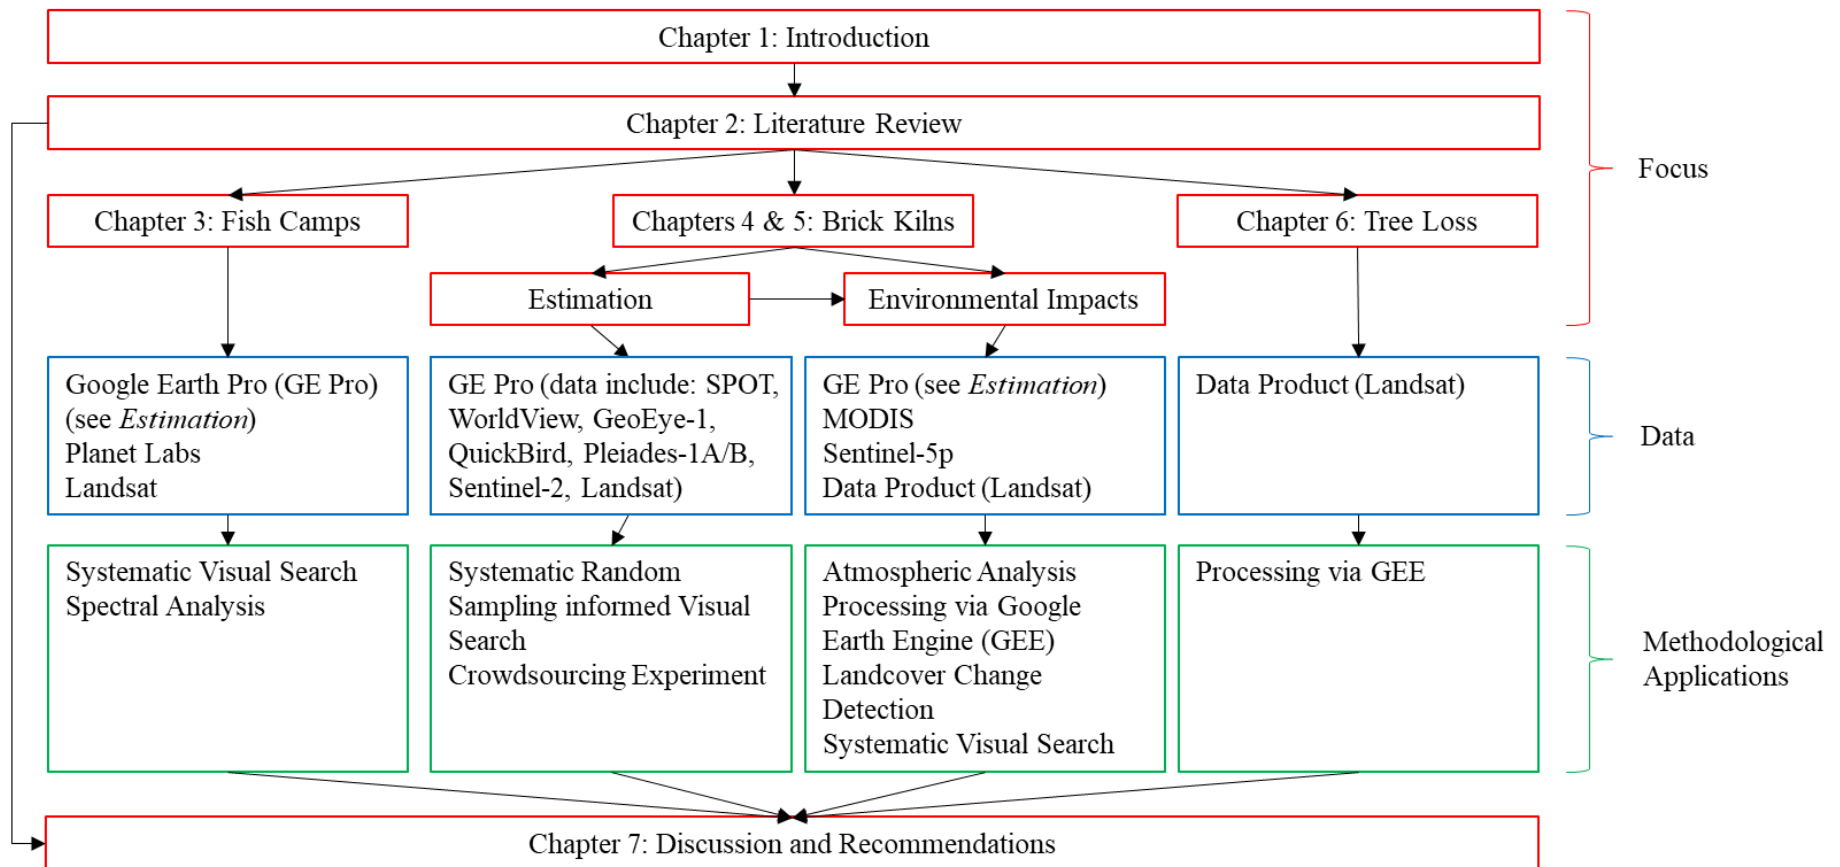 Chapter 1: Introduction
Chapter 2: Literature Review
Focus
Chapter 3: Fish Camps
Chapters 4 & 5: Brick Kilns
Chapter 6: Tree Loss
Estimation
Environmental Impacts
Google Earth Pro (GE Pro)
(see Estimation)
Planet Labs
Landsat
GE Pro (data include: SPOT,
WorldView, GeoEye-1,
QuickBird, Pleiades-1A/B,
Sentinel-2, Landsat)
GE Pro (see Estimation)
MODIS
Sentinel-5p
Data Product (Landsat)
Data Product (Landsat)
Data
Systematic Visual Search
Spectral Analysis
Systematic Random
Sampling informed Visual
Search
Crowdsourcing Experiment
Atmospheric Analysis
Processing via Google
Earth Engine (GEE)
Landcover Change
Detection
Systematic Visual Search
Processing via GEE
Methodological
Applications
Chapter 7: Discussion and Recommendations